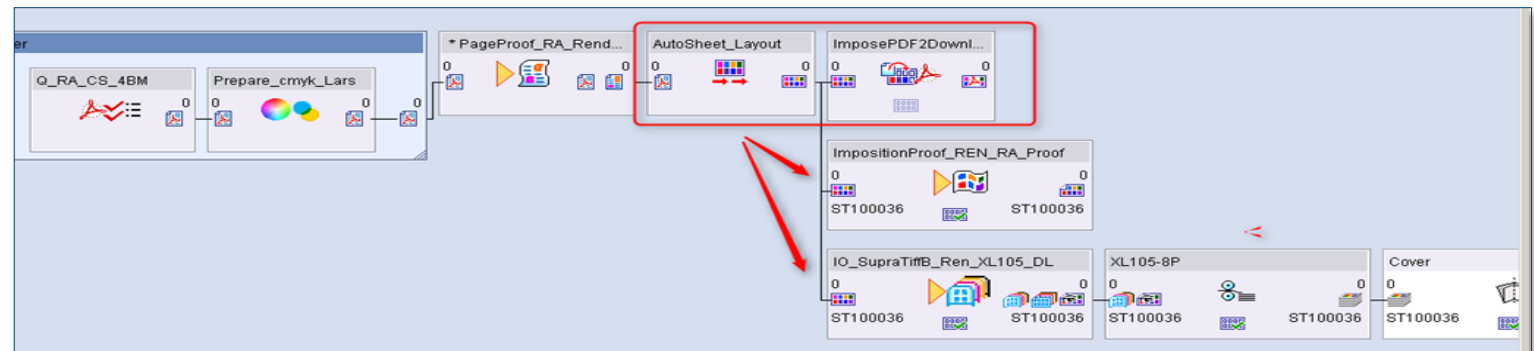 er
*PageProof_RA_Rend...
AutoSheet_Layout
ImposePDF2Downl...
0 0
0 0
0 0
Q_RA_CS_4BM
Prepare_cmyk_Lars
0
0 0
0
ImpositionProof_REN_RA_Proof
0 0
ST100036 ST100036
IO_SupraTiffB_Ren_XL105_DL
XL105-8P
Cover
0 0
0 0
0
ST100036 ST100036
ST100036 ST100036
ST100036